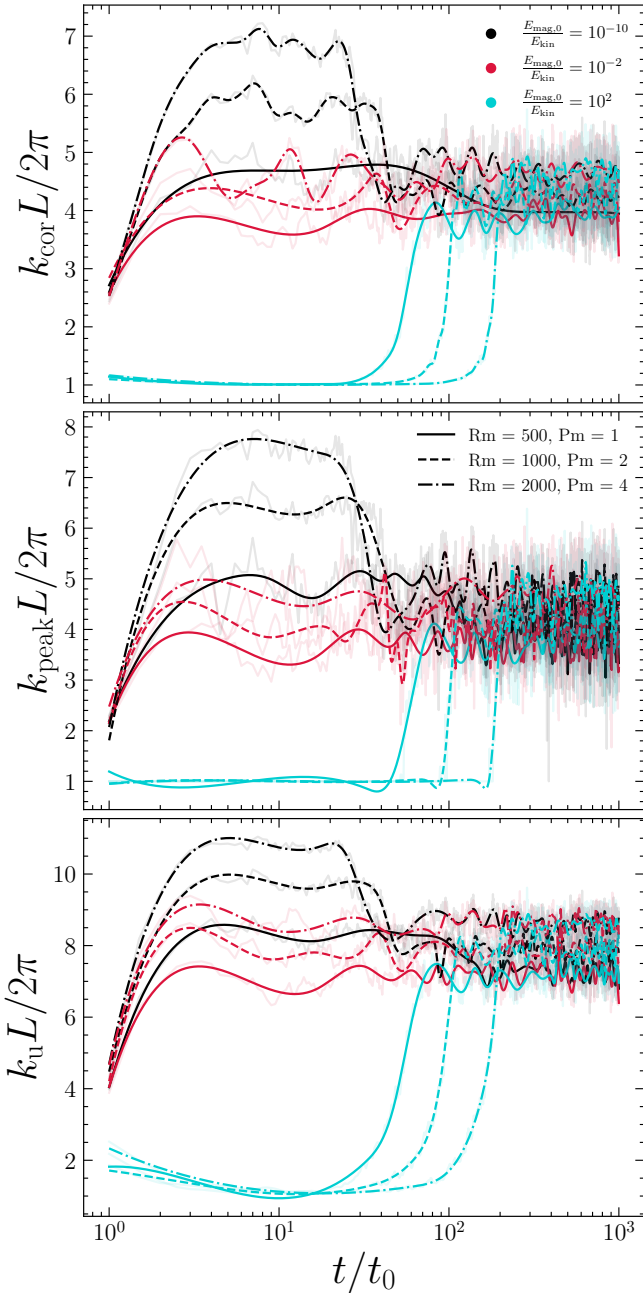 7
6
5
4
3
2
1
k_cor L/2π
E_mag,0/E_kin = 10^−10
E_mag,0/E_kin = 10^−2
E_mag,0/E_kin = 10^2
8
7
6
5
4
3
2
1
k_peak L/2π
Rm = 500, Pm = 1
Rm = 1000, Pm = 2
Rm = 2000, Pm = 4
10
8
6
4
2
k_u L/2π
10^0 10^1 10^2 10^3
t/t_0